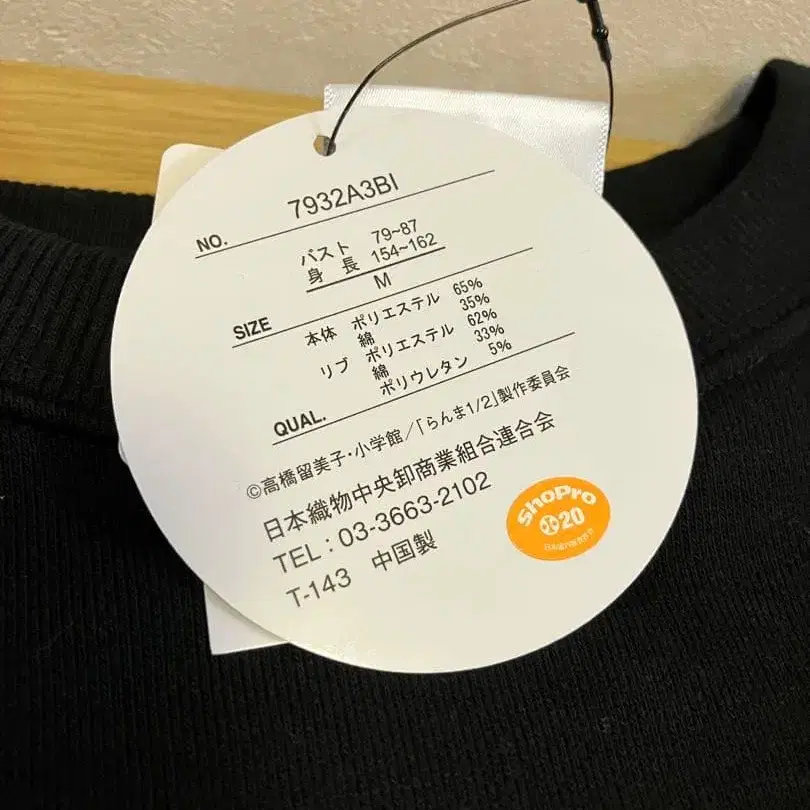 NO. 7932A3BI
バスト 79~87
身 長 154~162
SIZE M
本体 ポリエステル 65%
綿 35%
リブ ポリエステル 62%
綿 33%
ポリウレタン 5%
QUAL.
©高橋留美子・小学館/「らんま1/2」製作委員会
日本織物中央卸商業組合連合会
TEL : 03-3663-2102
T-143 中国製
ShoPro
20